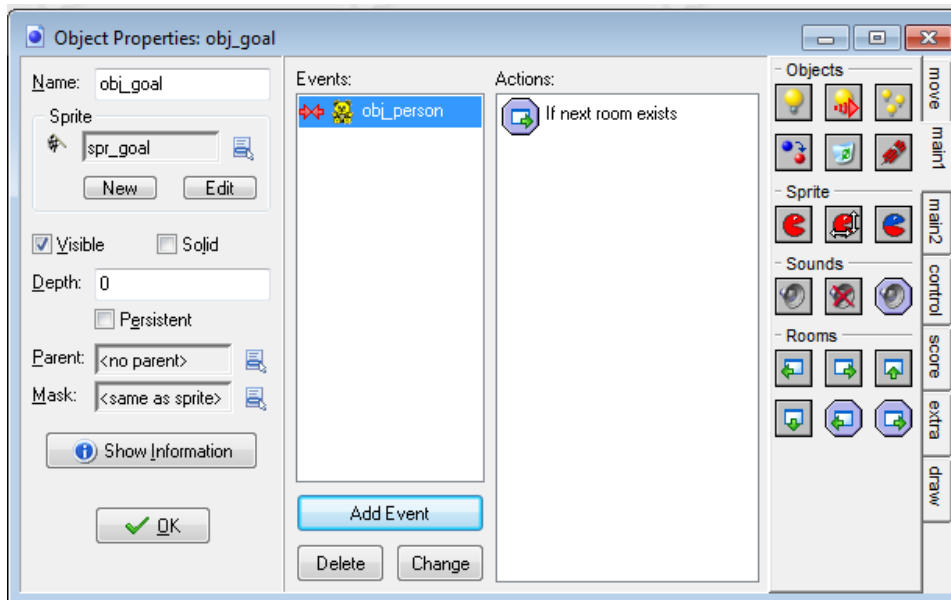 Object Properties: obj_goal
Name: obj_goal
Sprite
spr_goal
New Edit
Visible Solid
Depth: 0
Persistent
Parent: <no parent>
Mask: <same as sprite>
Show Information
OK
Events:
obj_person
Add Event
Delete Change
Actions:
If next room exists
Objects
Sprite
Sounds
Rooms
move
main1
main2
control
score
extra
draw